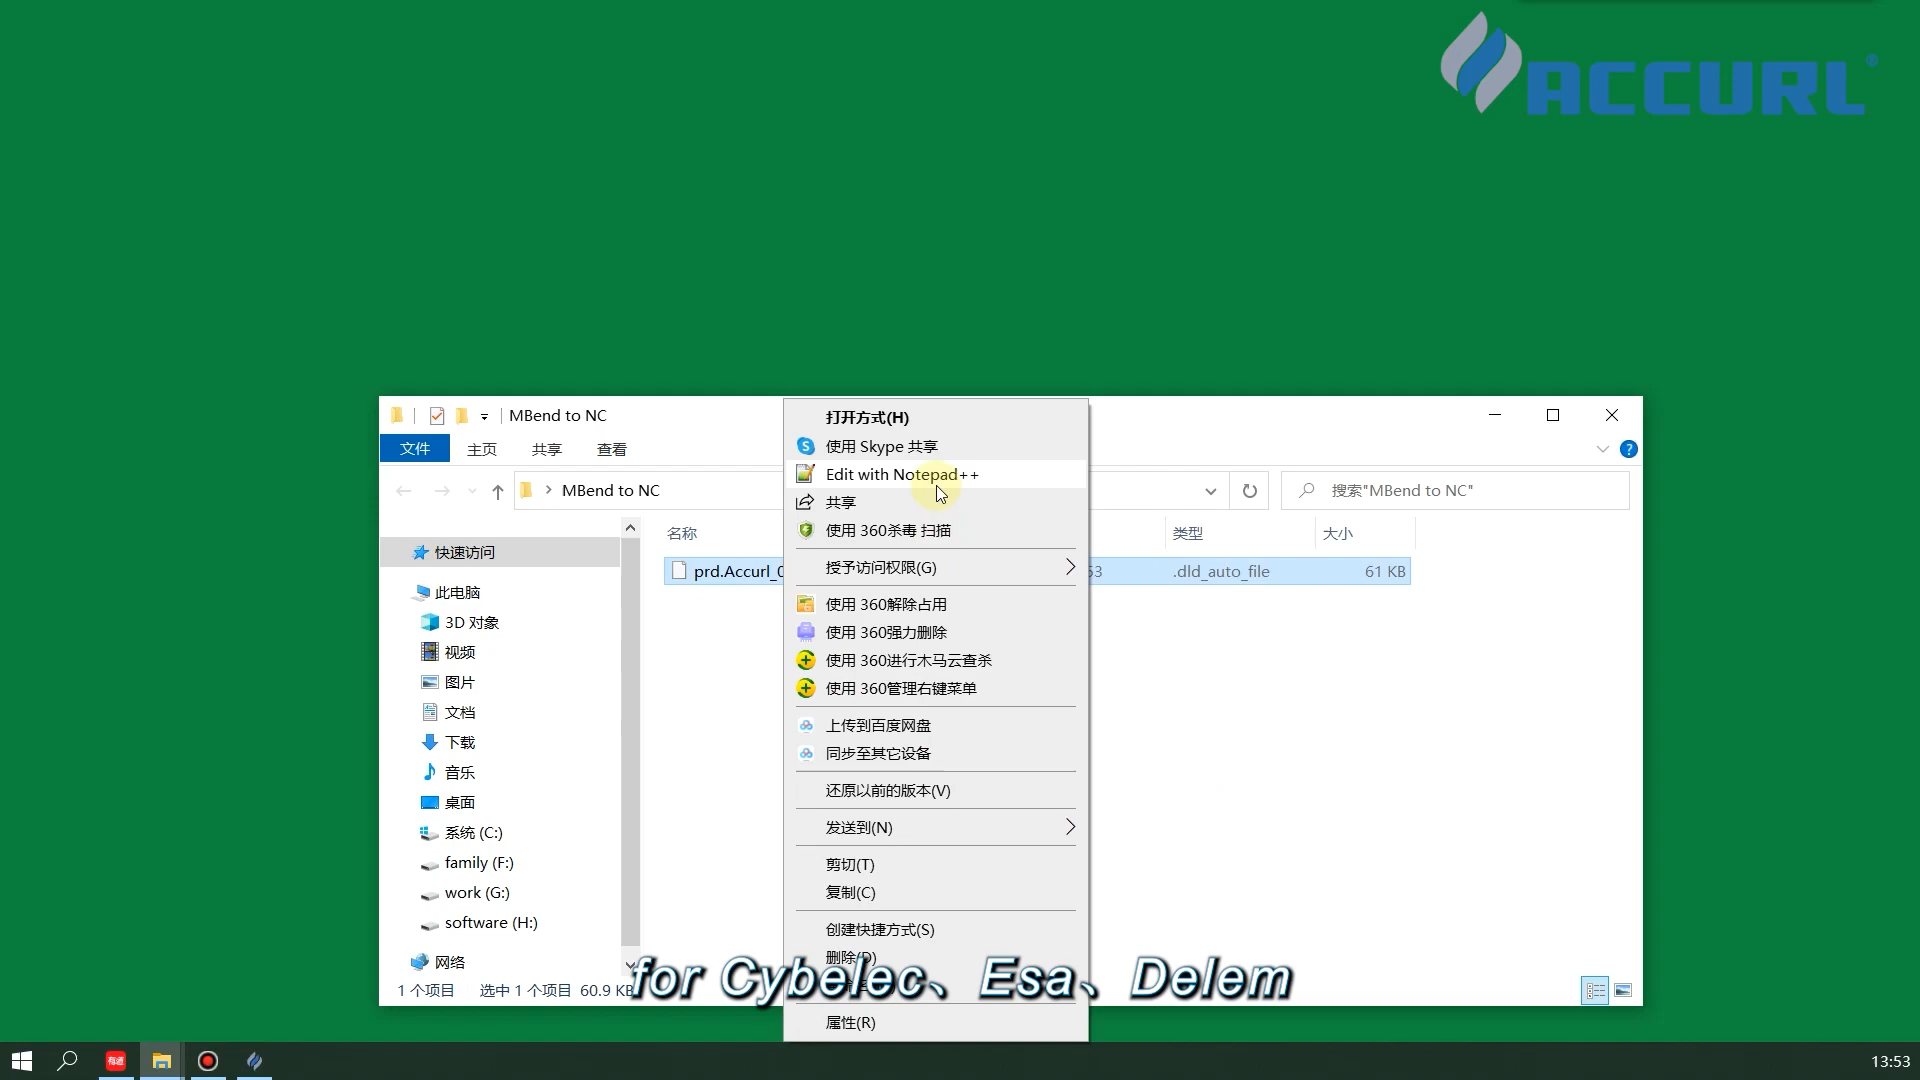 ACCURL®
MBend to NC
文件 主页 共享 查看
MBend to NC
搜索"MBend to NC"
快速访问
此电脑
3D 对象
视频
图片
文档
下载
音乐
桌面
系统 (C:)
family (F:)
work (G:)
software (H:)
网络
名称 类型 大小
prd.Accurl_ 53 .dld_auto_file 61 KB
打开方式(H)
使用 Skype 共享
Edit with Notepad++
共享
使用 360杀毒 扫描
授予访问权限(G)
使用 360解除占用
使用 360强力删除
使用 360进行木马云查杀
使用 360管理右键菜单
上传到百度网盘
同步至其它设备
还原以前的版本(V)
发送到(N)
剪切(T)
复制(C)
创建快捷方式(S)
删除(D)
属性(R)
1 个项目 选中 1 个项目 60.9 KB
for Cybelec、Esa、Delem
有道
13:53